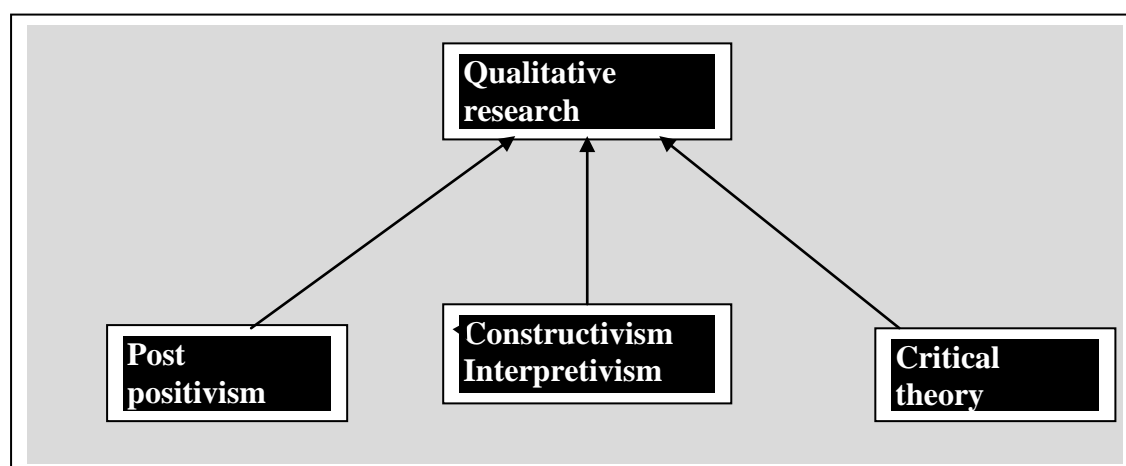 Qualitative
research
Post
positivism
Constructivism
Interpretivism
Critical
theory